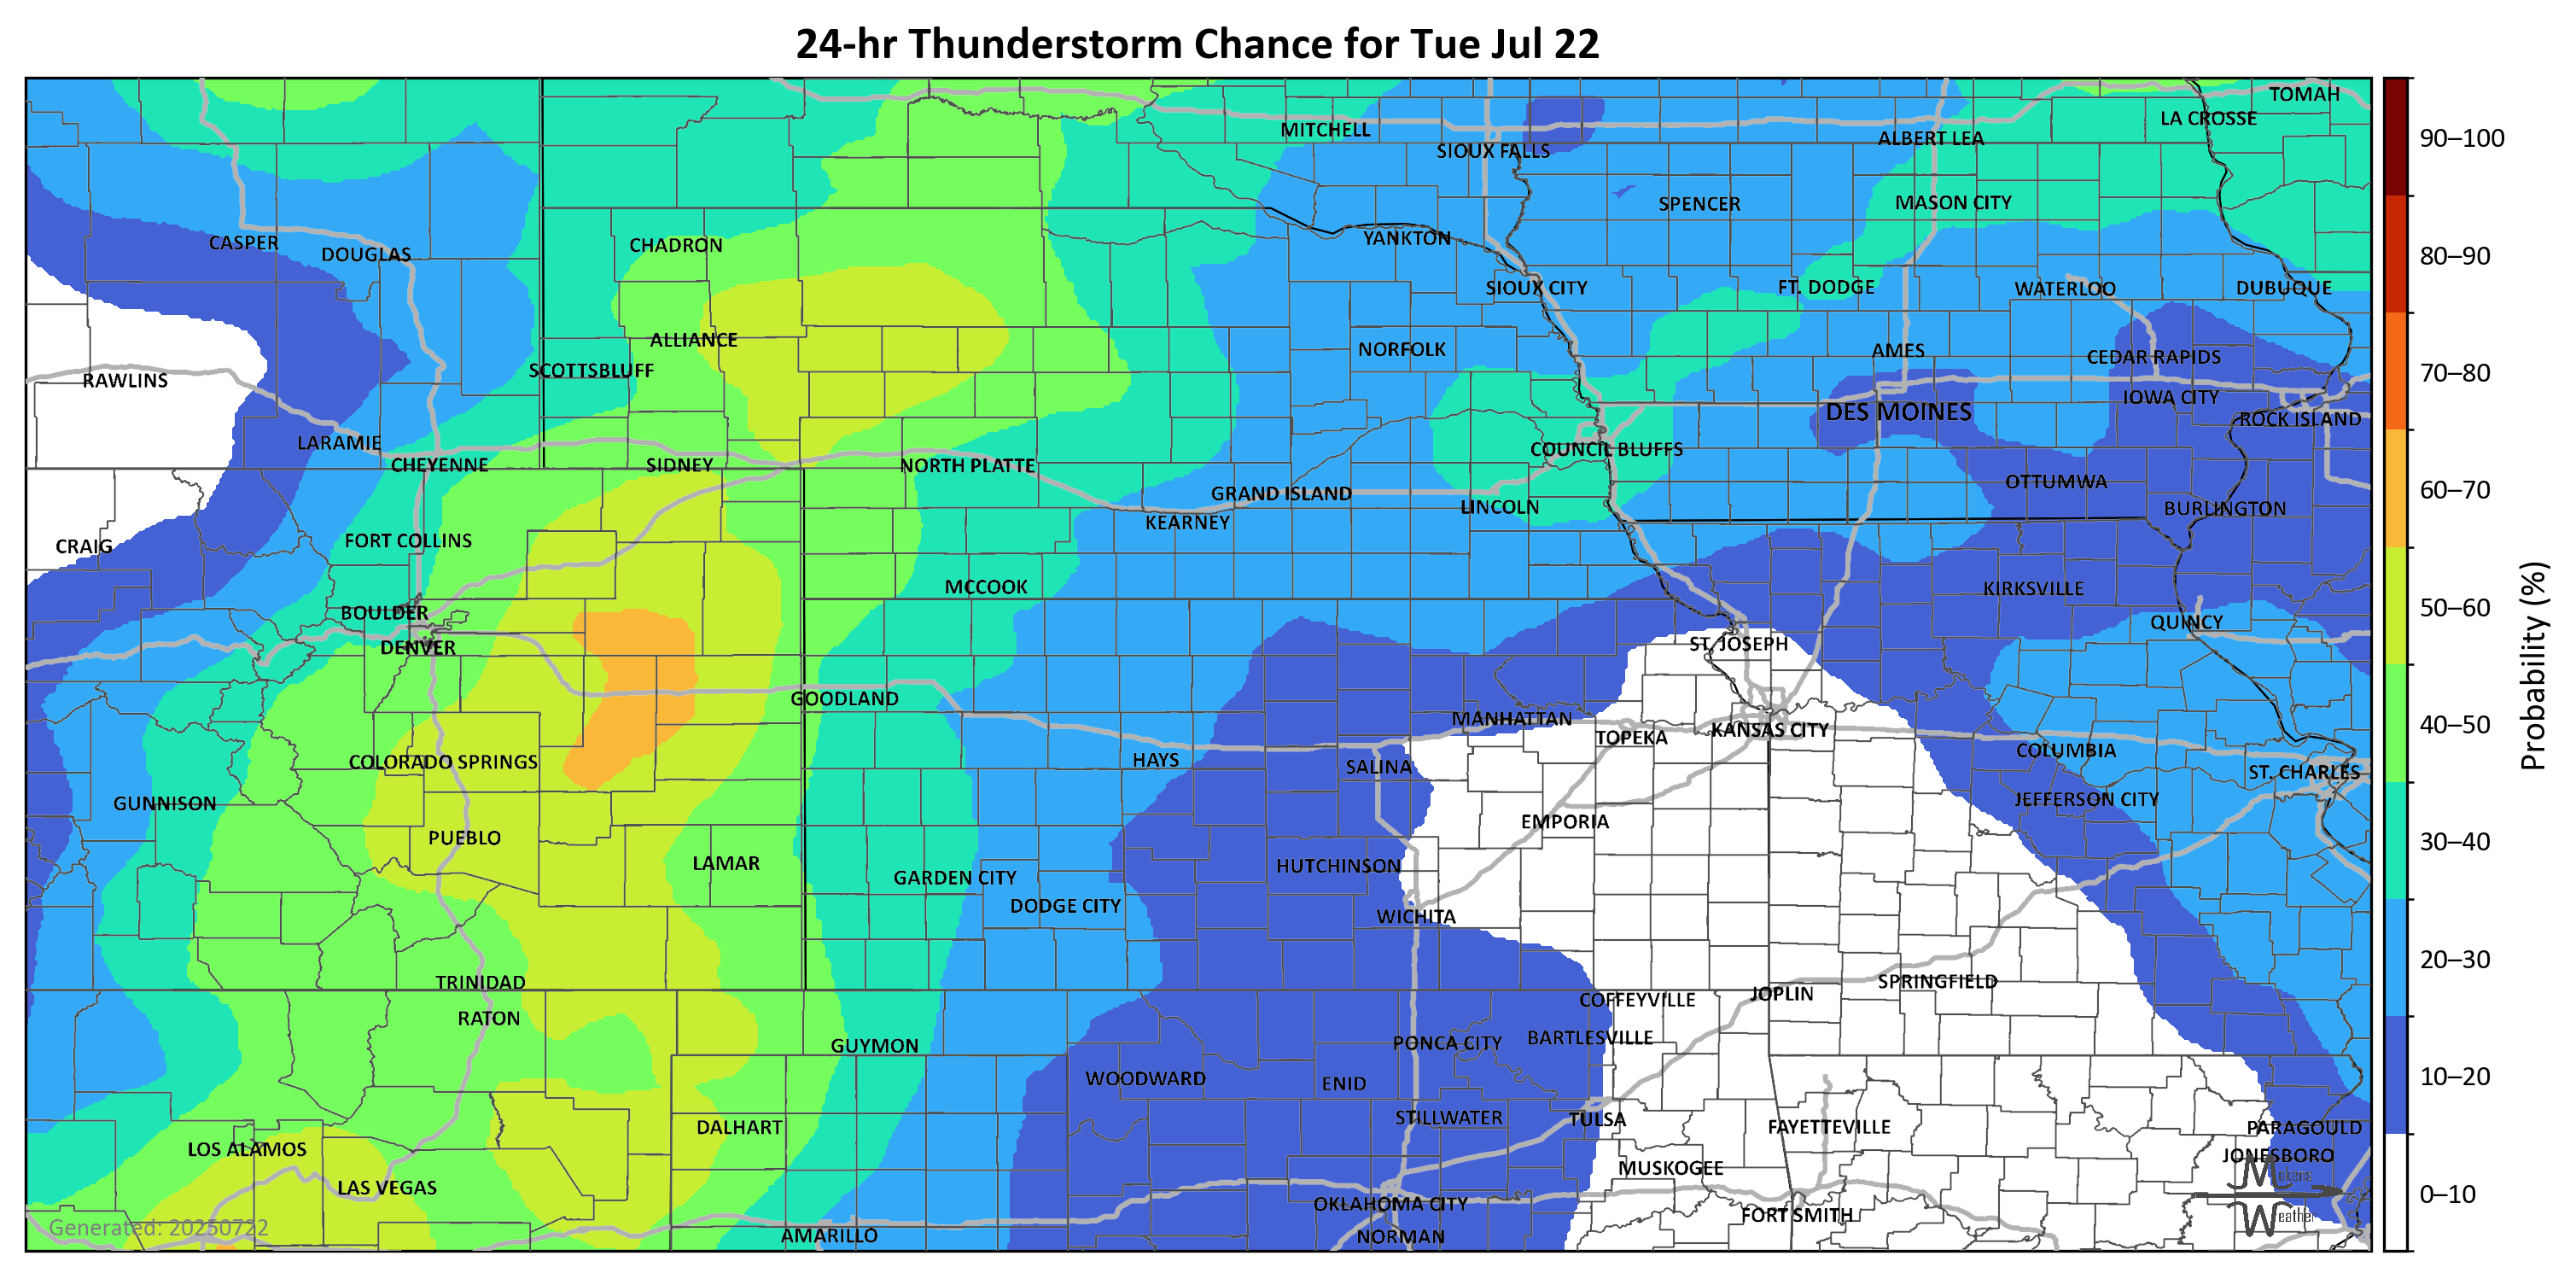 24-hr Thunderstorm Chance for Tue Jul 22
TOMAH
LA CROSSE
MITCHELL
ALBERT LEA
90–100
SIOUX FALLS
SPENCER
MASON CITY
CASPER
CHADRON
YANKTON
DOUGLAS
80–90
SIOUX CITY
FT. DODGE
WATERLOO
DUBUQUE
ALLIANCE
NORFOLK
AMES
CEDAR RAPIDS
SCOTTSBLUFF
70–80
RAWLINS
IOWA CITY
DES MOINES
ROCK ISLAND
LARAMIE
COUNCIL BLUFFS
CHEYENNE
SIDNEY
NORTH PLATTE
OTTUMWA
60–70
GRAND ISLAND
LINCOLN
BURLINGTON
KEARNEY
FORT COLLINS
CRAIG
MCCOOK
KIRKSVILLE
50–60
BOULDER
QUINCY
DENVER
ST. JOSEPH
Probability (%)
GOODLAND
MANHATTAN
40–50
TOPEKA
KANSAS CITY
COLUMBIA
COLORADO SPRINGS
HAYS
SALINA
ST. CHARLES
GUNNISON
JEFFERSON CITY
EMPORIA
PUEBLO
30–40
LAMAR
HUTCHINSON
GARDEN CITY
DODGE CITY
WICHITA
20–30
TRINIDAD
SPRINGFIELD
COFFEYVILLE
JOPLIN
RATON
GUYMON
PONCA CITY
BARTLESVILLE
WOODWARD
ENID
10–20
STILLWATER
TULSA
DALHART
FAYETTEVILLE
PARAGOULD
LOS ALAMOS
JONESBORO
MUSKOGEE
Meekens
LAS VEGAS
0–10
OKLAHOMA CITY
FORT SMITH
Weather
Generated: 20250722
AMARILLO
NORMAN